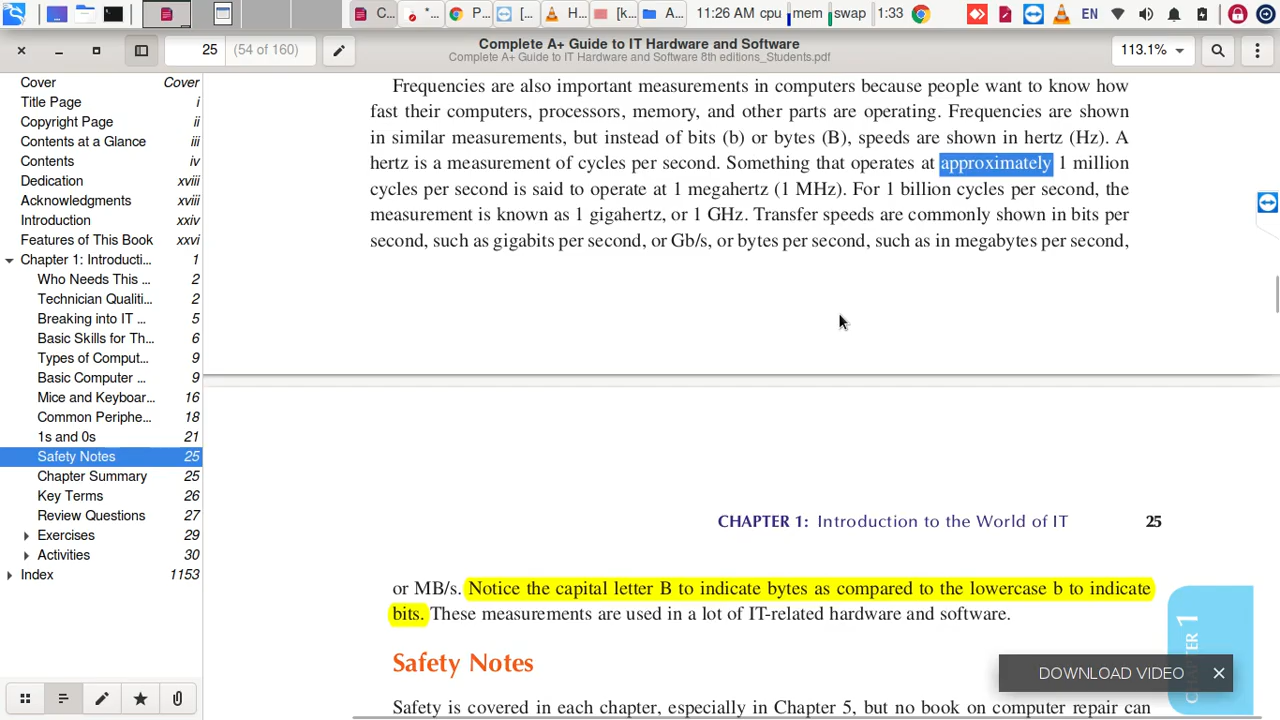 C... *... P... [... H... [k... A... 11:26 AM cpu mem swap 1:33 EN
25 (54 of 160) Complete A+ Guide to IT Hardware and Software 113.1%
Complete A+ Guide to IT Hardware and Software 8th editions_Students.pdf
Cover Cover
Title Page i
Copyright Page ii
Contents at a Glance iii
Contents iv
Dedication xviii
Acknowledgments xviii
Introduction xxiv
Features of This Book xxvi
Chapter 1: Introducti... 1
Who Needs This ... 2
Technician Qualiti... 2
Breaking into IT ... 5
Basic Skills for Th... 6
Types of Comput... 9
Basic Computer ... 9
Mice and Keyboar... 16
Common Periphe... 18
1s and 0s 21
Safety Notes 25
Chapter Summary 25
Key Terms 26
Review Questions 27
Exercises 29
Activities 30
Index 1153
Frequencies are also important measurements in computers because people want to know how
fast their computers, processors, memory, and other parts are operating. Frequencies are shown
in similar measurements, but instead of bits (b) or bytes (B), speeds are shown in hertz (Hz). A
hertz is a measurement of cycles per second. Something that operates at approximately 1 million
cycles per second is said to operate at 1 megahertz (1 MHz). For 1 billion cycles per second, the
measurement is known as 1 gigahertz, or 1 GHz. Transfer speeds are commonly shown in bits per
second, such as gigabits per second, or Gb/s, or bytes per second, such as in megabytes per second,
CHAPTER 1: Introduction to the World of IT 25
or MB/s. Notice the capital letter B to indicate bytes as compared to the lowercase b to indicate
bits. These measurements are used in a lot of IT-related hardware and software.
Safety Notes
Safety is covered in each chapter, especially in Chapter 5, but no book on computer repair can
CHAPTER 1
DOWNLOAD VIDEO